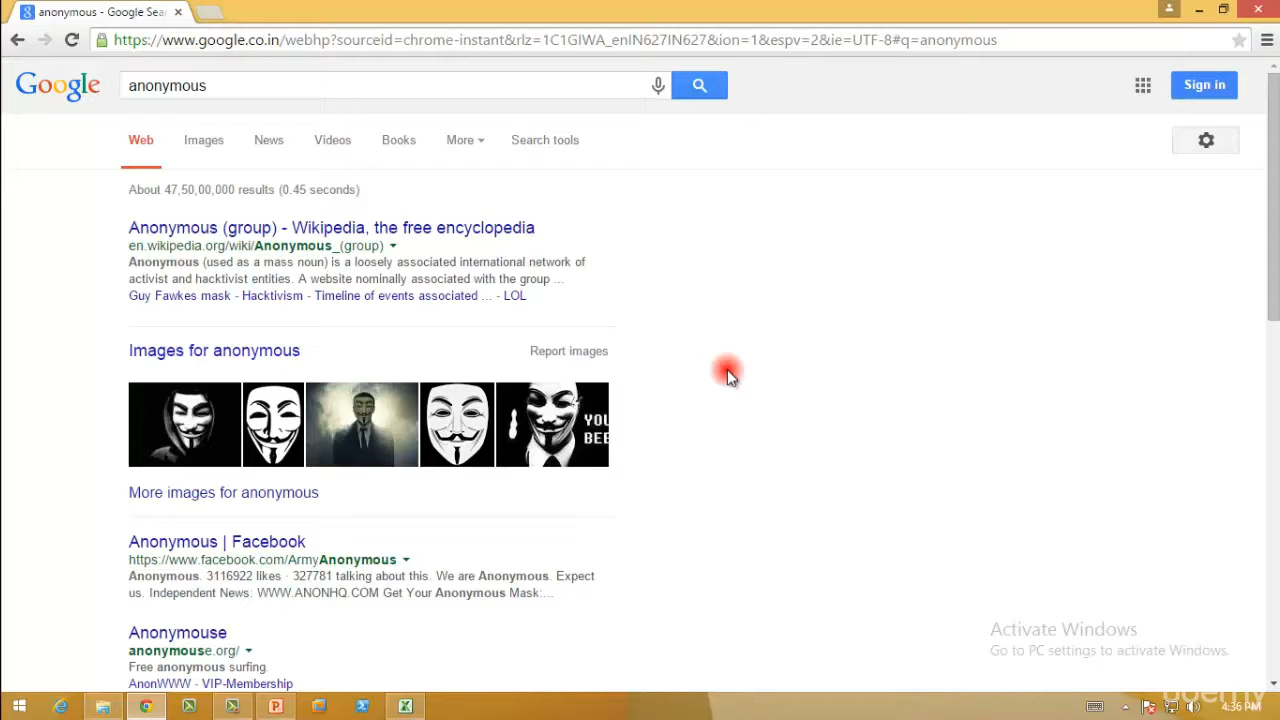 anonymous - Google Sea
https://www.google.co.in/webhp?sourceid=chrome-instant&rlz=1C1GIWA_enIN627IN627&ion=1&espv=2&ie=UTF-8#q=anonymous
Google
anonymous
Sign in
Web Images News Videos Books More Search tools
About 47,50,00,000 results (0.45 seconds)
Anonymous (group) - Wikipedia, the free encyclopedia
en.wikipedia.org/wiki/Anonymous_(group)
Anonymous (used as a mass noun) is a loosely associated international network of
activist and hacktivist entities. A website nominally associated with the group ...
Guy Fawkes mask - Hacktivism - Timeline of events associated ... - LOL
Images for anonymous
Report images
YOU
BEE
More images for anonymous
Anonymous | Facebook
https://www.facebook.com/ArmyAnonymous
Anonymous. 3116922 likes · 327781 talking about this. We are Anonymous. Expect
us. Independent News. WWW.ANONHQ.COM Get Your Anonymous Mask:...
Anonymouse
anonymouse.org/
Free anonymous surfing.
AnonWWW - VIP-Membership
Activate Windows
Go to PC settings to activate Windows.
udemy
4:36 PM